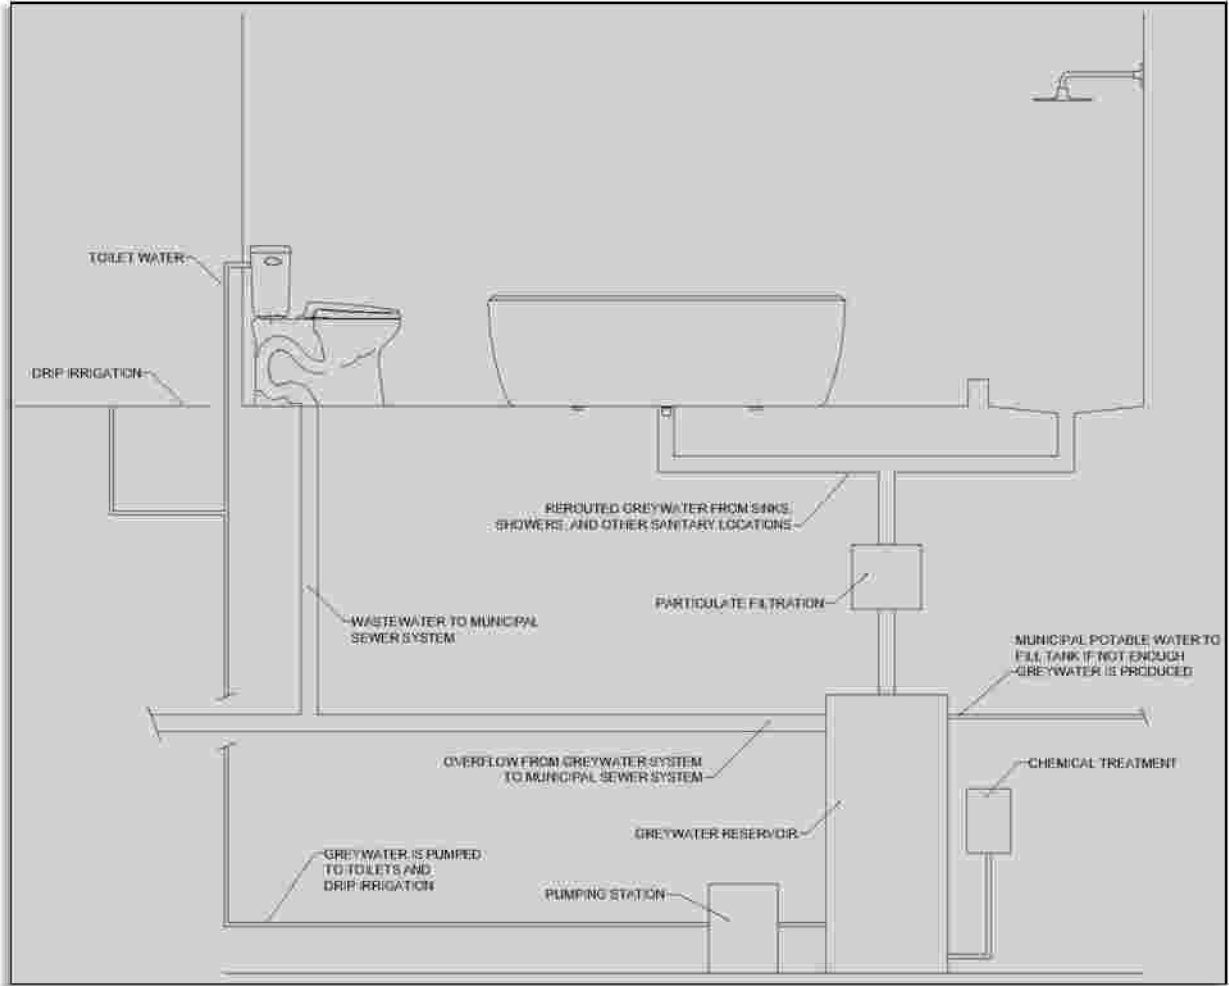 TOILET WATER
DRIP IRRIGATION
REROUTED GREYWATER FROM SINKS,
SHOWERS, AND OTHER SANITARY LOCATIONS
PARTICULATE FILTRATION
WASTEWATER TO MUNICIPAL
SEWER SYSTEM
MUNICIPAL POTABLE WATER TO
FILL TANK IF NOT ENOUGH
GREYWATER IS PRODUCED
OVERFLOW FROM GREYWATER SYSTEM
TO MUNICIPAL SEWER SYSTEM
CHEMICAL TREATMENT
GREYWATER RESERVOIR
GREYWATER IS PUMPED
TO TOILETS AND
DRIP IRRIGATION
PUMPING STATION